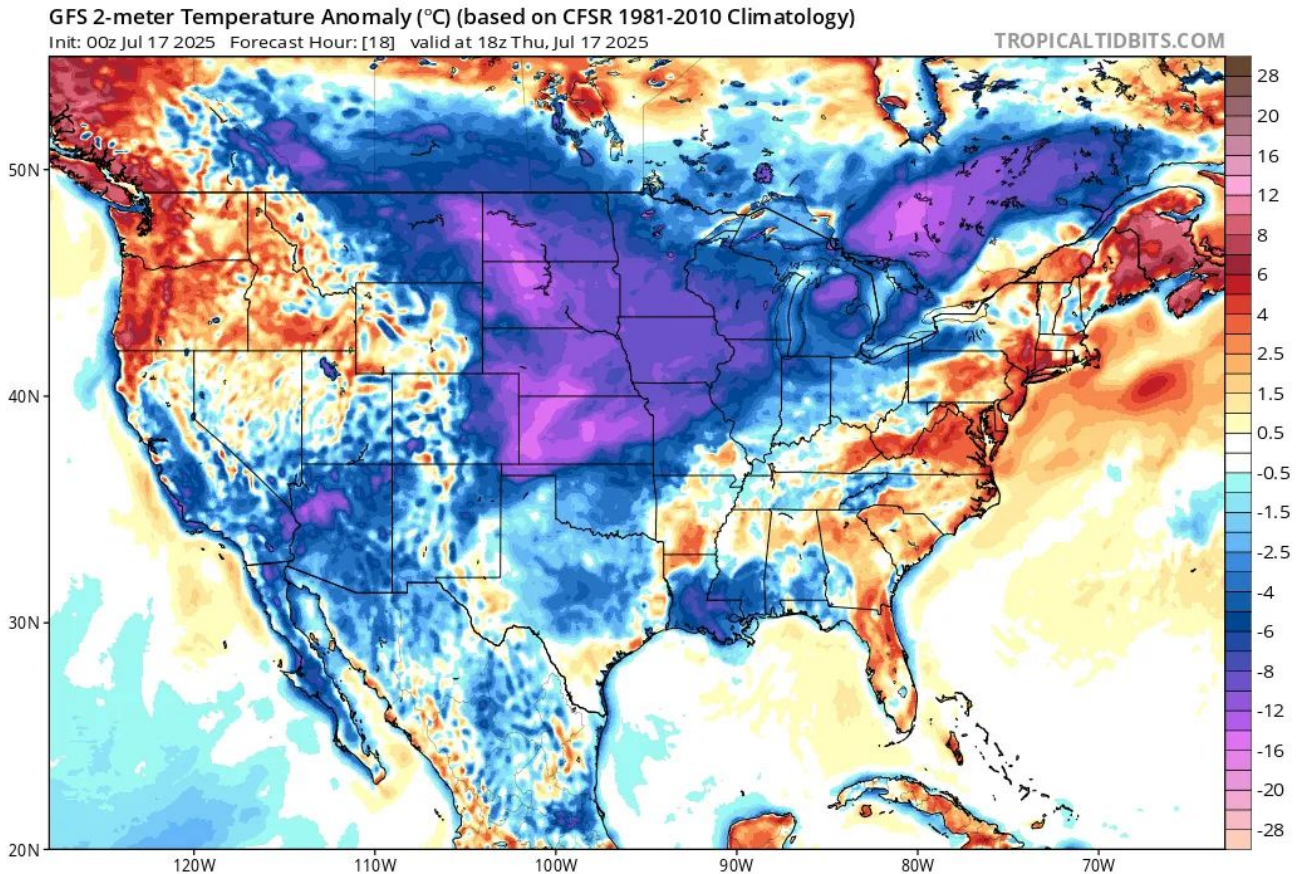 GFS 2-meter Temperature Anomaly (°C) (based on CFSR 1981-2010 Climatology)
Init: 00z Jul 17 2025 Forecast Hour: [18] valid at 18z Thu, Jul 17 2025
TROPICALTIDBITS.COM
50N
40N
30N
20N
120W
110W
100W
90W
80W
70W
28
20
16
12
8
6
4
2.5
1.5
0.5
-0.5
-1.5
-2.5
-4
-6
-8
-12
-16
-20
-28